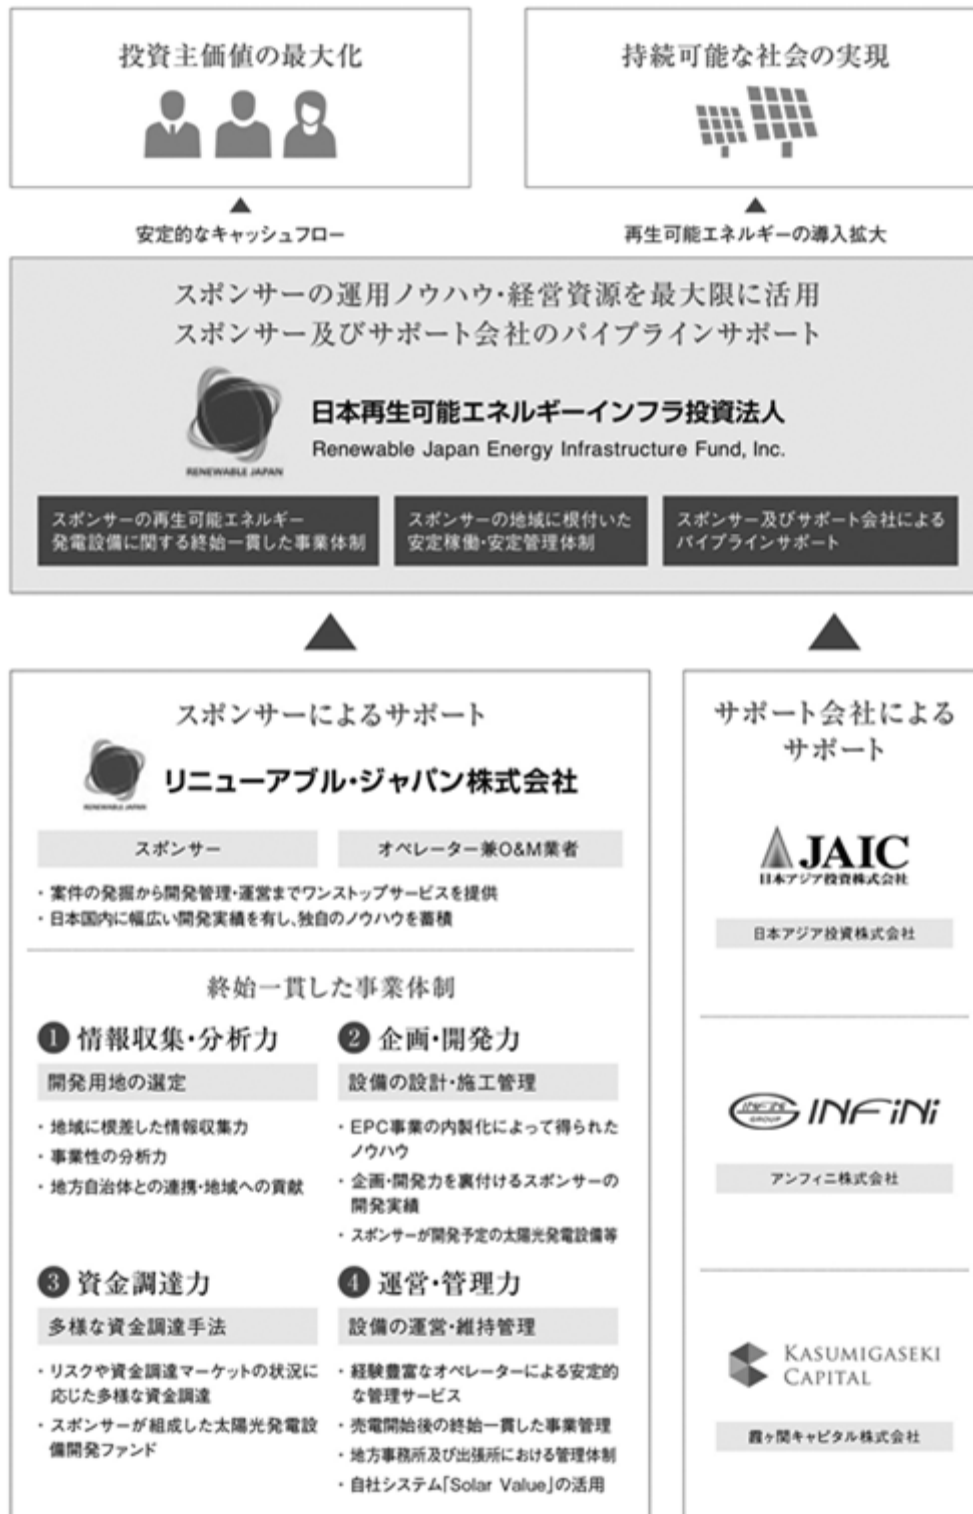 投資主価値の最大化
持続可能な社会の実現
安定的なキャッシュフロー
再生可能エネルギーの導入拡大
スポンサーの運用ノウハウ・経営資源を最大限に活用
スポンサー及びサポート会社のパイプラインサポート
RENEWABLE JAPAN
日本再生可能エネルギーインフラ投資法人
Renewable Japan Energy Infrastructure Fund, Inc.
スポンサーの再生可能エネルギー
発電設備に関する終始一貫した事業体制
スポンサーの地域に根付いた
安定稼働・安定管理体制
スポンサー及びサポート会社による
パイプラインサポート
スポンサーによるサポート
RENEWABLE JAPAN
リニューアブル・ジャパン株式会社
スポンサー
オペレーター兼O&M業者
・案件の発掘から開発管理・運営までワンストップサービスを提供
・日本国内に幅広い開発実績を有し、独自のノウハウを蓄積
終始一貫した事業体制
1 情報収集・分析力
開発用地の選定
・地域に根差した情報収集力
・事業性の分析力
・地方自治体との連携・地域への貢献
2 企画・開発力
設備の設計・施工管理
・EPC事業の内製化によって得られた
ノウハウ
・企画・開発力を裏付けるスポンサーの
開発実績
・スポンサーが開発予定の太陽光発電設備等
3 資金調達力
多様な資金調達手法
・リスクや資金調達マーケットの状況に
応じた多様な資金調達
・スポンサーが組成した太陽光発電設
備開発ファンド
4 運営・管理力
設備の運営・維持管理
・経験豊富なオペレーターによる安定的
な管理サービス
・売電開始後の終始一貫した事業管理
・地方事務所及び出張所における管理体制
・自社システム「Solar Value」の活用
サポート会社による
サポート
JAIC
日本アジア投資株式会社
日本アジア投資株式会社
INFINI
GROUP
INFiNi
アンフィニ株式会社
KASUMIGASEKI
CAPITAL
霞ヶ関キャピタル株式会社